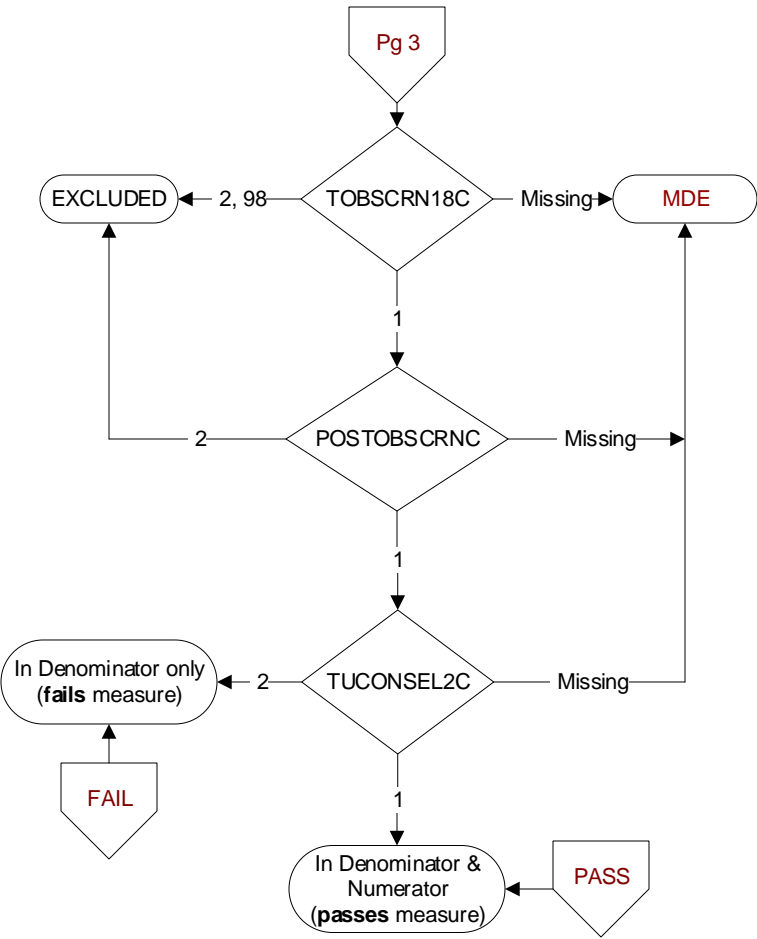 Pg 3
EXCLUDED
2, 98
TOBSCRN18C
Missing
MDE
1
2
POSTOBSCRNC
Missing
1
In Denominator only
(fails measure)
2
TUCONSEL2C
Missing
FAIL
1
In Denominator &
Numerator
(passes measure)
PASS